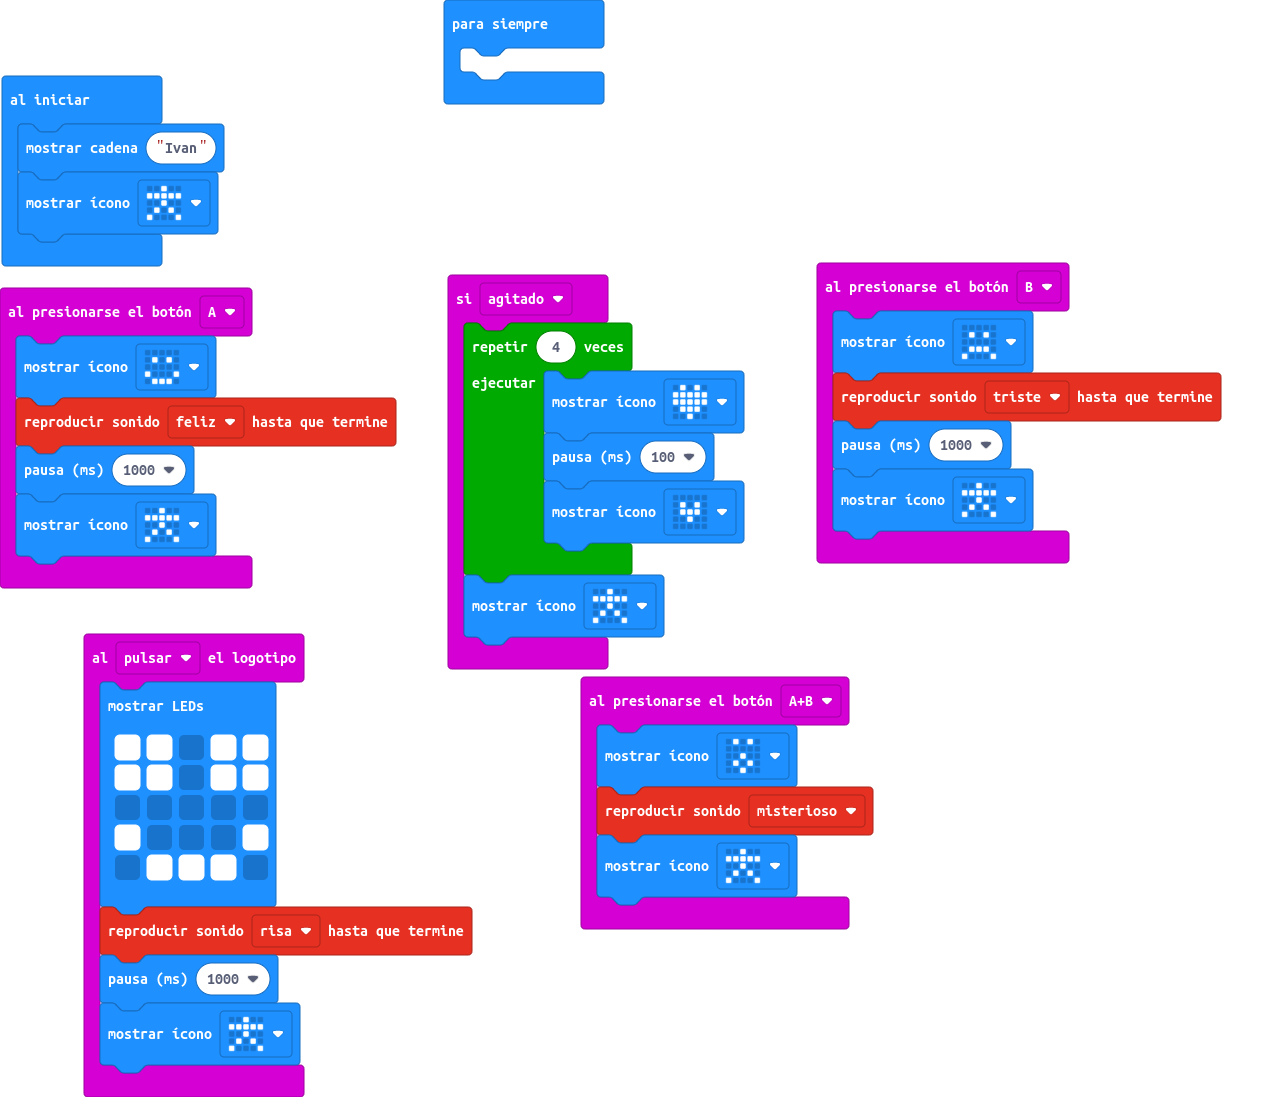 para siempre
al iniciar
mostrar cadena "Ivan"
mostrar ícono
al presionarse el botón A
mostrar ícono
reproducir sonido feliz hasta que termine
pausa (ms) 1000
mostrar ícono
si agitado
repetir 4 veces
ejecutar
mostrar ícono
pausa (ms) 100
mostrar ícono
mostrar ícono
al presionarse el botón B
mostrar ícono
reproducir sonido triste hasta que termine
pausa (ms) 1000
mostrar ícono
al pulsar el logotipo
mostrar LEDs
reproducir sonido risa hasta que termine
pausa (ms) 1000
mostrar ícono
al presionarse el botón A+B
mostrar ícono
reproducir sonido misterioso
mostrar ícono